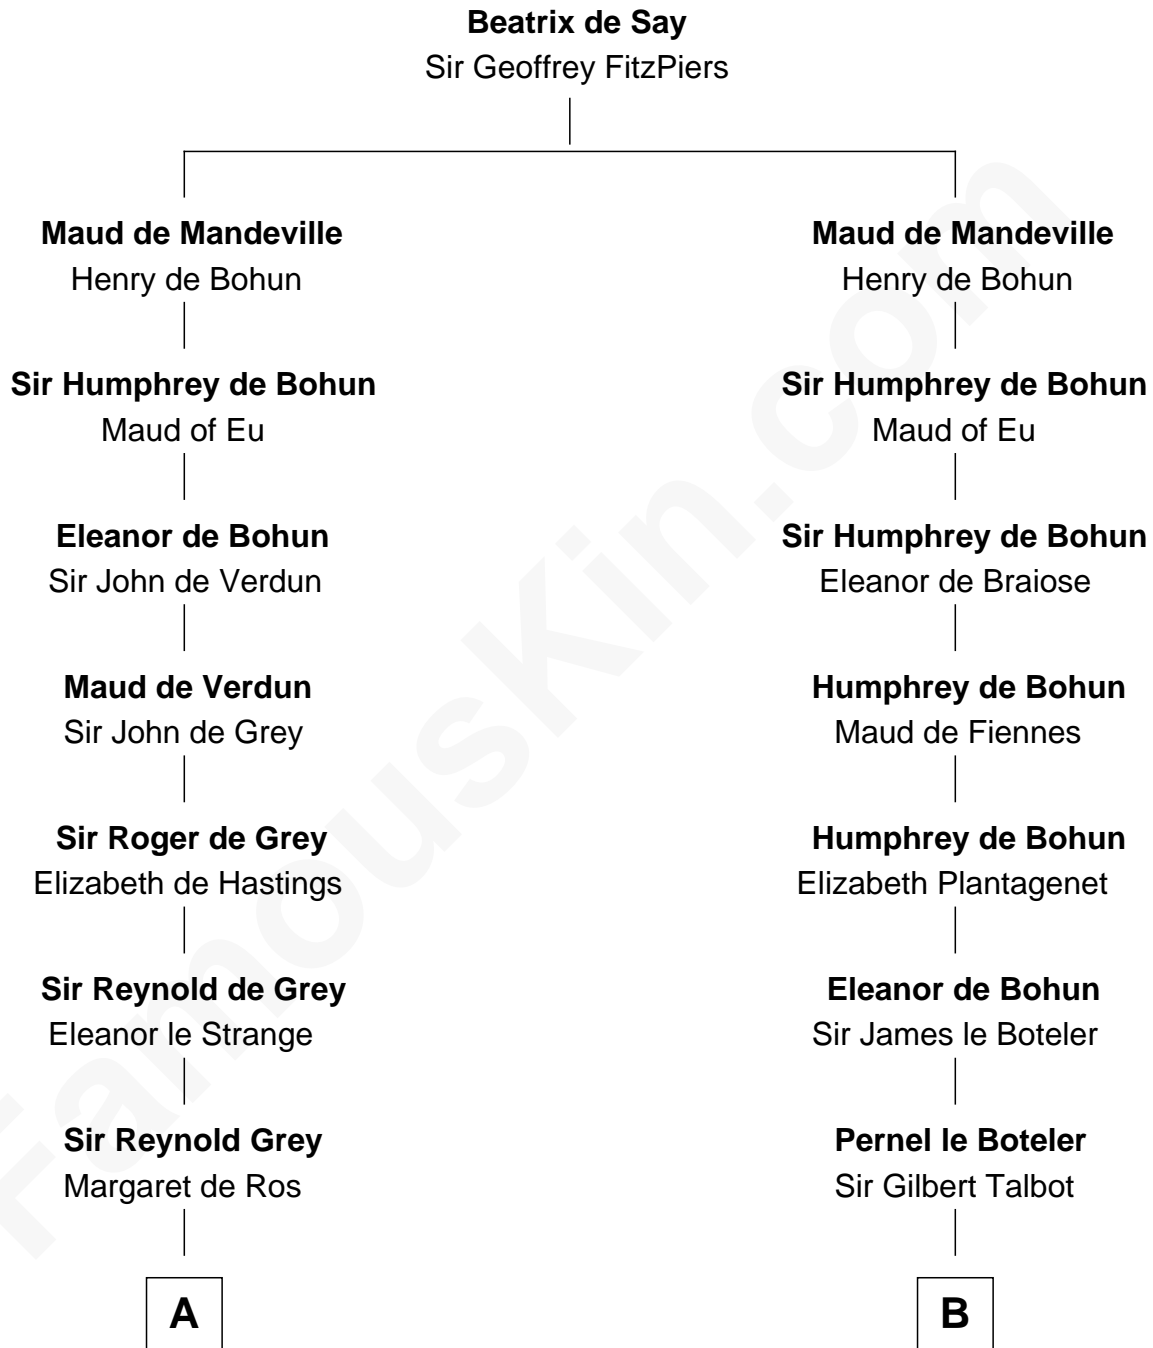 Beatrix de Say
Sir Geoffrey FitzPiers
Maud de Mandeville
Henry de Bohun
Sir Humphrey de Bohun
Maud of Eu
Eleanor de Bohun
Sir John de Verdun
Maud de Verdun
Sir John de Grey
Sir Roger de Grey
Elizabeth de Hastings
Sir Reynold de Grey
Eleanor le Strange
Sir Reynold Grey
Margaret de Ros
A
Maud de Mandeville
Henry de Bohun
Sir Humphrey de Bohun
Maud of Eu
Sir Humphrey de Bohun
Eleanor de Braiose
Humphrey de Bohun
Maud de Fiennes
Humphrey de Bohun
Elizabeth Plantagenet
Eleanor de Bohun
Sir James le Boteler
Pernel le Boteler
Sir Gilbert Talbot
B
FamousKin.com